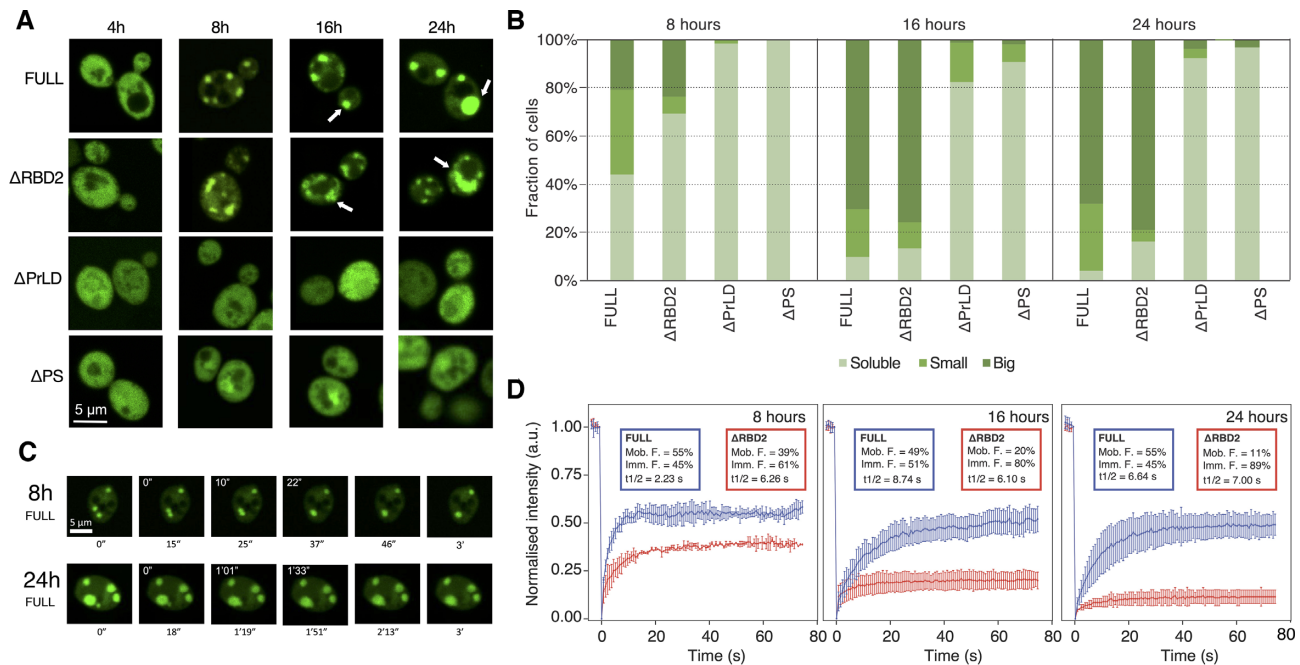 A
4h
8h
16h
24h
FULL
ΔRBD2
ΔPrLD
ΔPS
5 μm
B
8 hours
16 hours
24 hours
Fraction of cells
100%
80%
60%
40%
20%
0%
FULL
ΔRBD2
ΔPrLD
ΔPS
FULL
ΔRBD2
ΔPrLD
ΔPS
FULL
ΔRBD2
ΔPrLD
ΔPS
Soluble
Small
Big
C
8h
FULL
5 μm
0"
10"
22"
0"
15"
25"
37"
46"
3'
24h
FULL
0"
1'01"
1'33"
0"
18"
1'19"
1'51"
2'13"
3'
D
Normalised intensity (a.u.)
1.00
0.75
0.50
0.25
0.00
8 hours
FULL
Mob. F. = 55%
Imm. F. = 45%
t1/2 = 2.23 s
ΔRBD2
Mob. F. = 39%
Imm. F. = 61%
t1/2 = 6.26 s
0
20
40
60
80
Time (s)
16 hours
FULL
Mob. F. = 49%
Imm. F. = 51%
t1/2 = 8.74 s
ΔRBD2
Mob. F. = 20%
Imm. F. = 80%
t1/2 = 6.10 s
0
20
40
60
80
Time (s)
24 hours
FULL
Mob. F. = 55%
Imm. F. = 45%
t1/2 = 6.64 s
ΔRBD2
Mob. F. = 11%
Imm. F. = 89%
t1/2 = 7.00 s
0
20
40
60
80
Time (s)